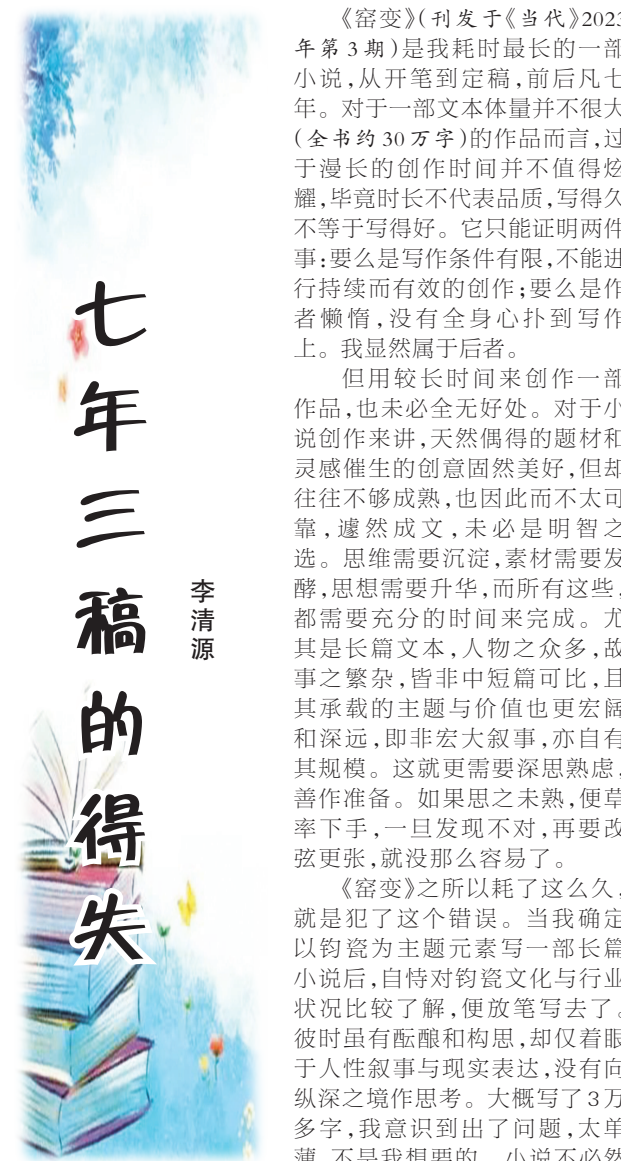 七年三稿的得失
李清源
《窑变》(刊发于《当代》2023
年第3期)是我耗时最长的一部
小说,从开笔到定稿,前后凡七
年。对于一部文本体量并不很大
(全书约30万字)的作品而言,过
于漫长的创作时间并不值得炫
耀,毕竟时长不代表品质,写得久
不等于写得好。它只能证明两件
事:要么是写作条件有限,不能进
行持续而有效的创作;要么是作
者懒惰,没有全身心扑到写作
上。我显然属于后者。
但用较长时间来创作一部
作品,也未必全无好处。对于小
说创作来讲,天然偶得的题材和
灵感催生的创意固然美好,但却
往往不够成熟,也因此而不太可
靠,遽然成文,未必是明智之
选。思维需要沉淀,素材需要发
酵,思想需要升华,而所有这些,
都需要充分的时间来完成。尤
其是长篇文本,人物之众多,故
事之繁杂,皆非中短篇可比,且
其承载的主题与价值也更宏阔
和深远,即非宏大叙事,亦自有
其规模。这就更需要深思熟虑,
善作准备。如果思之未熟,便草
率下手,一旦发现不对,再要改
弦更张,就没那么容易了。
《窑变》之所以耗了这么久,
就是犯了这个错误。当我确定
以钧瓷为主题元素写一部长篇
小说后,自恃对钧瓷文化与行业
状况比较了解,便放笔写去了。
彼时虽有酝酿和构思,却仅着眼
于人性叙事与现实表达,没有向
纵深之境作思考。大概写了3万
多字,我意识到出了问题,太单
薄,不是我想要的。小说不必然